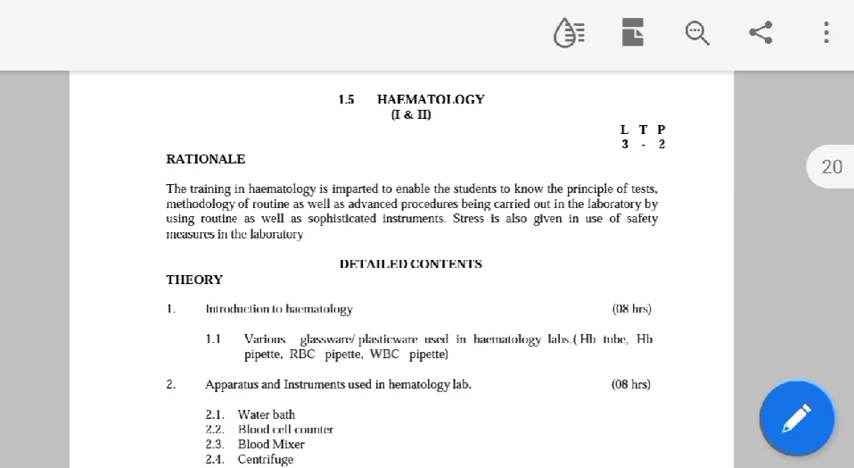 1.5 HAEMATOLOGY
(I & II)
L T P
3 - 2
20
RATIONALE
The training in haematology is imparted to enable the students to know the principle of tests,
methodology of routine as well as advanced procedures being carried out in the laboratory by
using routine as well as sophisticated instruments. Stress is also given in use of safety
measures in the laboratory
DETAILED CONTENTS
THEORY
1. Introduction to haematology (08 hrs)
1.1 Various glassware/ plasticware used in haematology labs.( Hb tube, Hb
pipette, RBC pipette, WBC pipette)
2. Apparatus and Instruments used in hematology lab. (08 hrs)
2.1. Water bath
2.2. Blood cell counter
2.3. Blood Mixer
2.4. Centrifuge